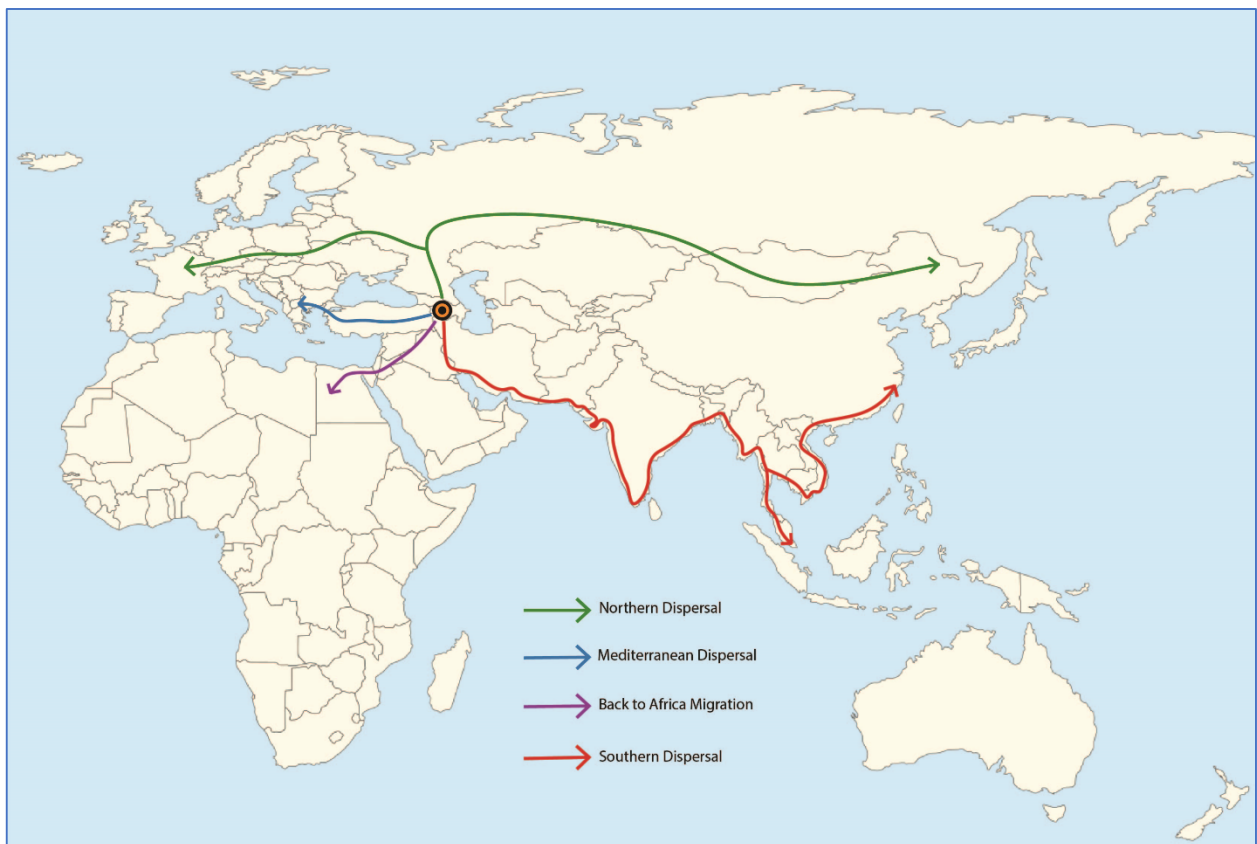 Northern Dispersal
Mediterranean Dispersal
Back to Africa Migration
Southern Dispersal